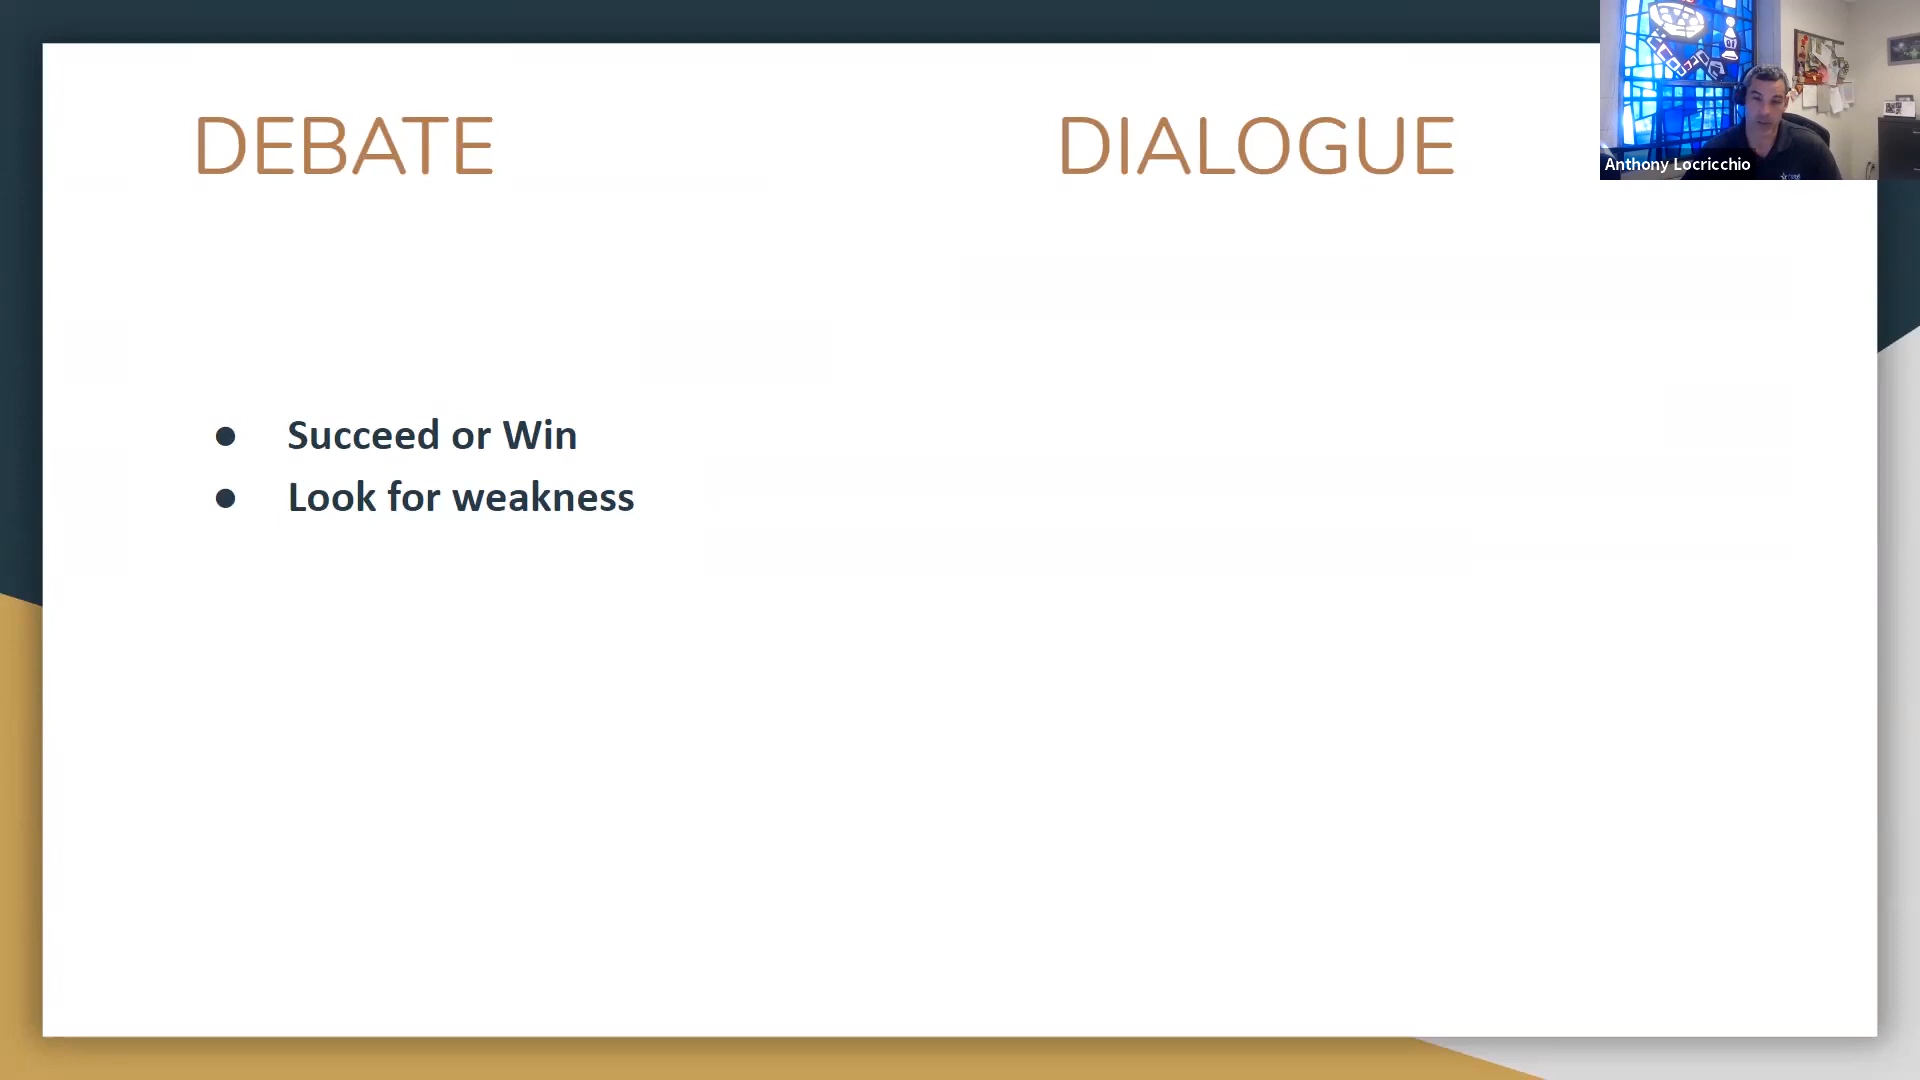 DEBATE
DIALOGUE
Anthony Locricchio
● Succeed or Win
● Look for weakness